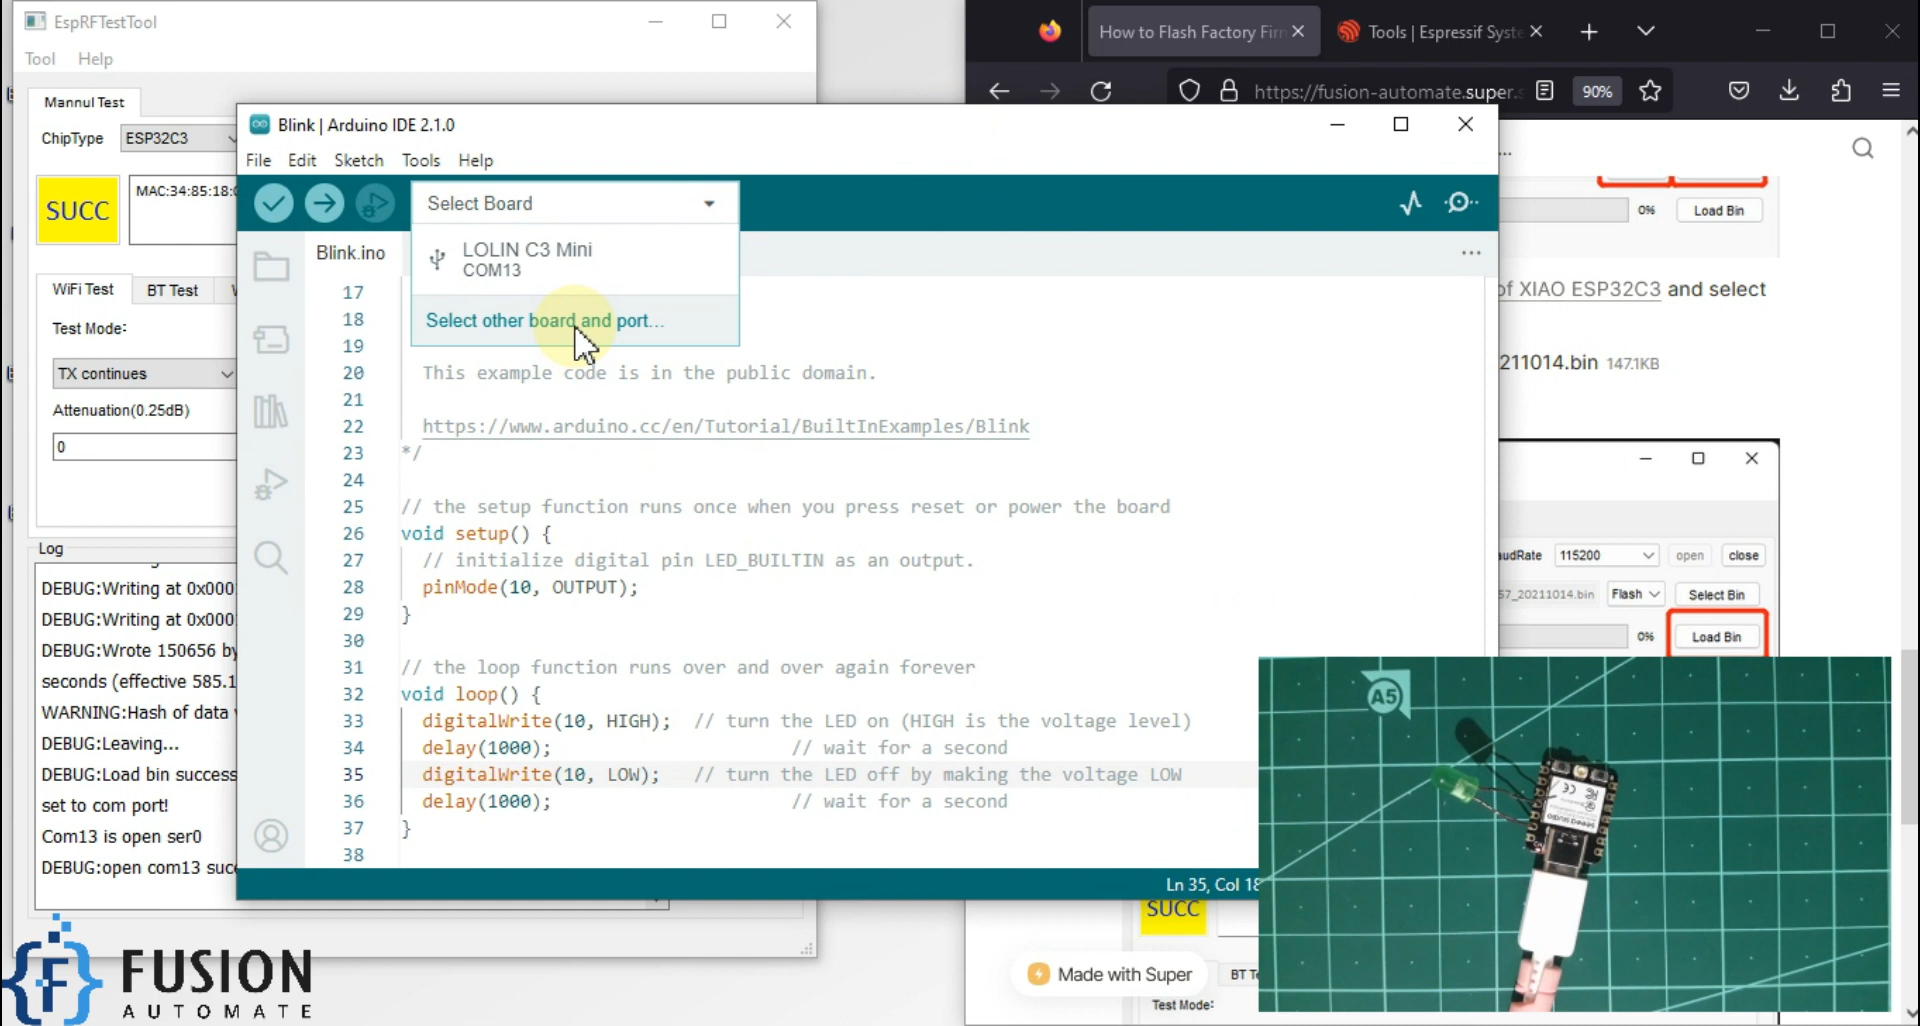 EspRFTestTool
Tool Help
Mannul Test
ChipType ESP32C3
SUCC
MAC:34:85:18:
WiFi Test BT Test
Test Mode:
TX continues
Attenuation(0.25dB)
0
Log
DEBUG:Writing at 0x000
DEBUG:Writing at 0x000
DEBUG:Wrote 150656 by
seconds (effective 585.1
WARNING:Hash of data
DEBUG:Leaving...
DEBUG:Load bin success
set to com port!
Com13 is open ser0
DEBUG:open com13 suc
Blink | Arduino IDE 2.1.0
File Edit Sketch Tools Help
Select Board
LOLIN C3 Mini
COM13
Select other board and port...
Blink.ino
17
18
19
20 This example code is in the public domain.
21
22 https://www.arduino.cc/en/Tutorial/BuiltInExamples/Blink
23 */
24
25 // the setup function runs once when you press reset or power the board
26 void setup() {
27 // initialize digital pin LED_BUILTIN as an output.
28 pinMode(10, OUTPUT);
29 }
30
31 // the loop function runs over and over again forever
32 void loop() {
33 digitalWrite(10, HIGH); // turn the LED on (HIGH is the voltage level)
34 delay(1000); // wait for a second
35 digitalWrite(10, LOW); // turn the LED off by making the voltage LOW
36 delay(1000); // wait for a second
37 }
38
Ln 35, Col 18
How to Flash Factory Firm
Tools | Espressif Syste
https://fusion-automate.super.s
90%
...
0% Load Bin
of XIAO ESP32C3 and select
211014.bin 147.1KB
audRate 115200 open close
57_20211014.bin Flash Select Bin
0% Load Bin
A5
seeed studio
SUCC
Made with Super
BT Te
Test Mode:
FUSION
AUTOMATE